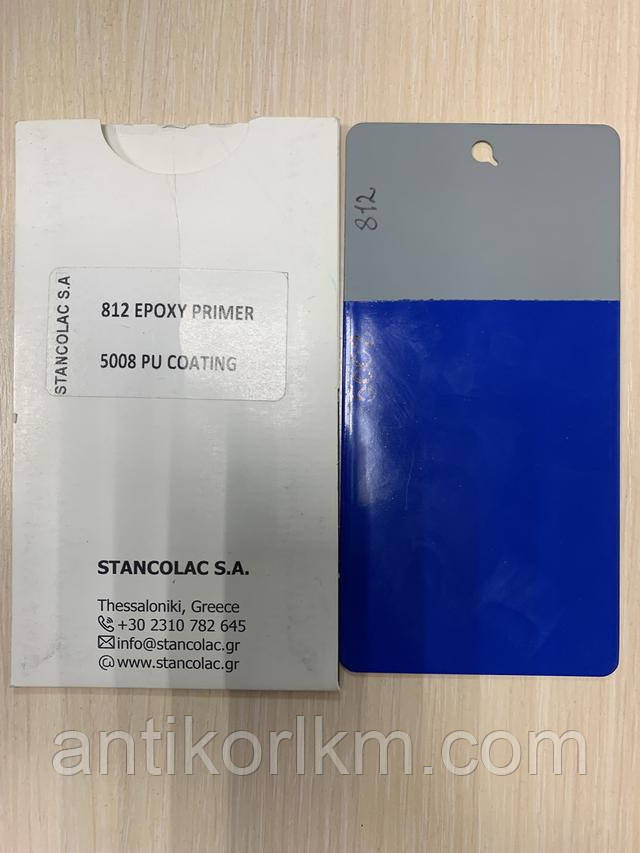 STANCOLAC S.A
812 EPOXY PRIMER
5008 PU COATING
STANCOLAC S.A.
Thessaloniki, Greece
+30 2310 782 645
info@stancolac.gr
www.stancolac.gr
812
antikorlkm.com